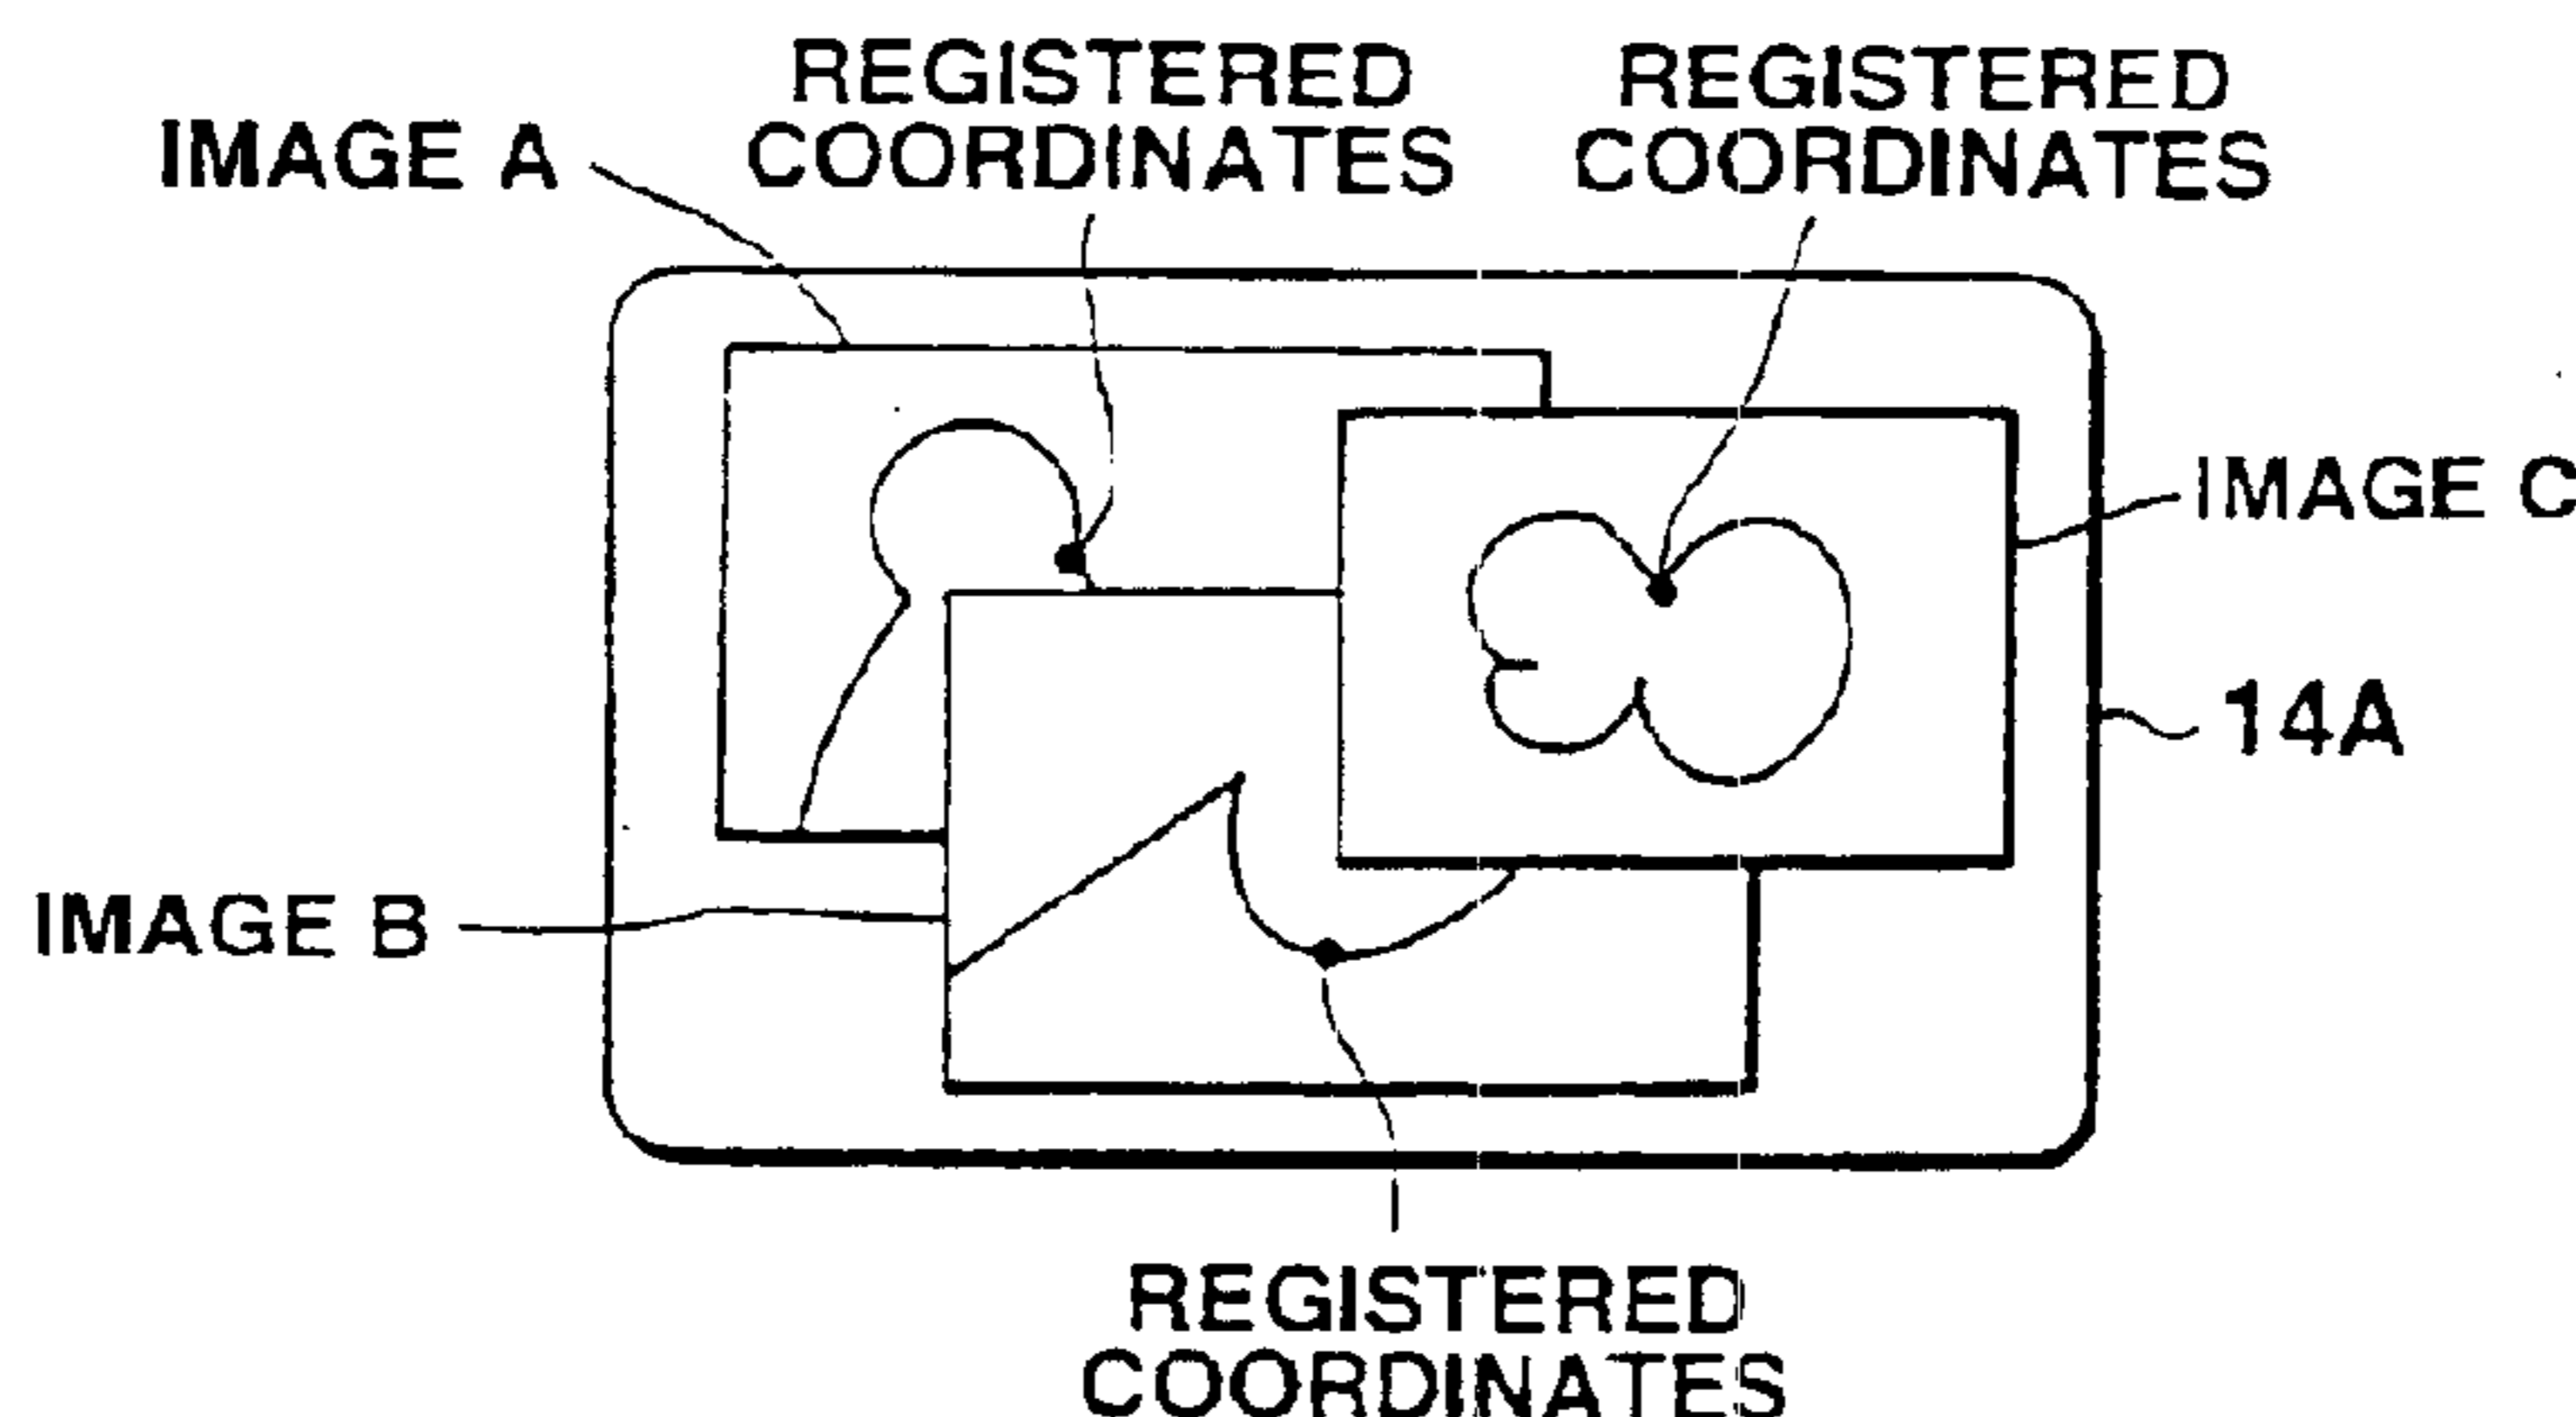 REGISTERED
COORDINATES
REGISTERED
COORDINATES
IMAGE A
IMAGE C
14A
IMAGE B
REGISTERED
COORDINATES